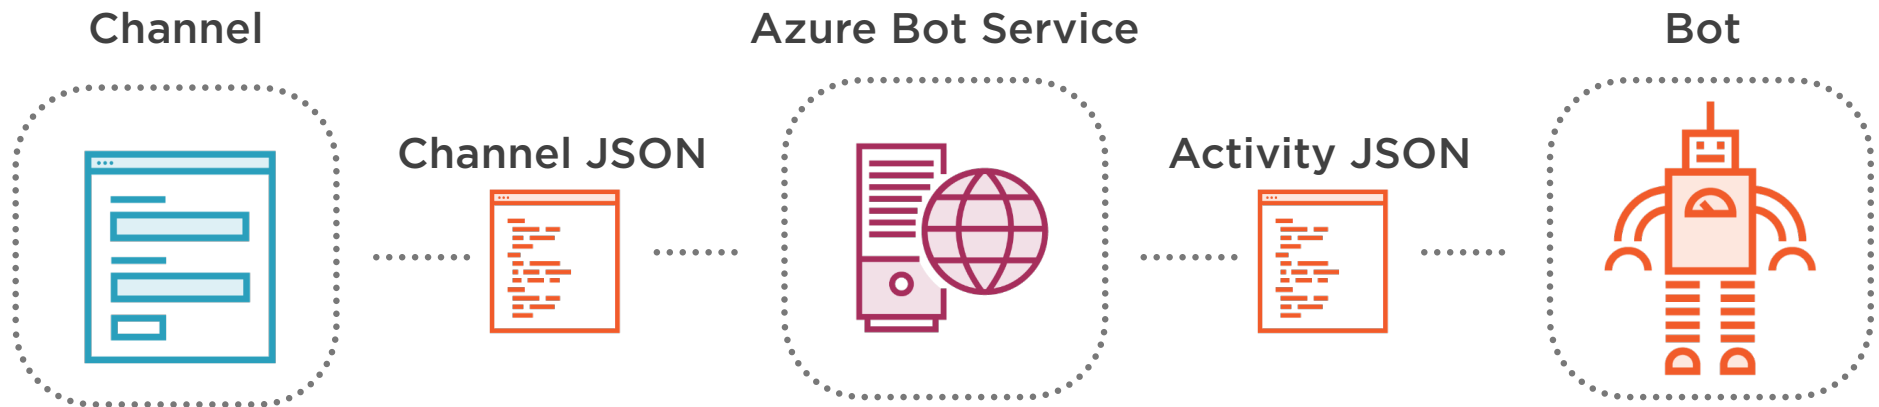 Channel
Azure Bot Service
Bot
Channel JSON
Activity JSON